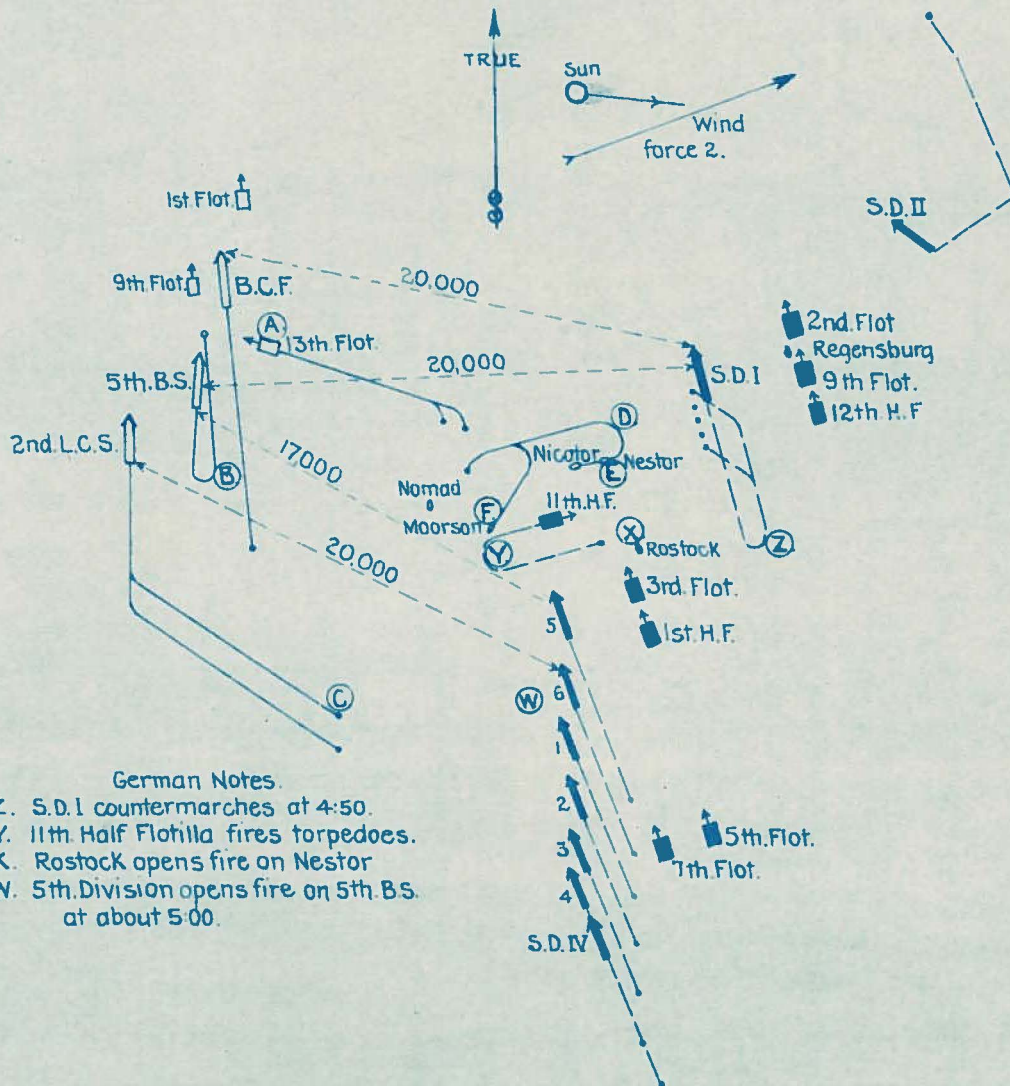 TRUE
Sun
Wind
force 2.
1st. Flot.
S.D. II
9th Flot.
B.C.F.
20,000
A
13th. Flot.
2nd. Flot
Regensburg
9th Flot.
12th H.F
5th. B.S.
20,000
S.D. I
2nd. L.C.S.
B
17000
D
Nicator
Nestor
E
Nomad
Moorson
F
11th. H.F.
Y
X
Rostock
Z
20,000
3rd. Flot.
1st. H.F.
5
C
W
6
1
2
3
4
S.D. IV
5th. Flot.
7th. Flot.
German Notes.
Z. S.D.1 countermarches at 4:50.
Y. 11th Half Flotilla fires torpedoes.
X. Rostock opens fire on Nestor
W. 5th. Division opens fire on 5th. B.S.
at about 5:00.